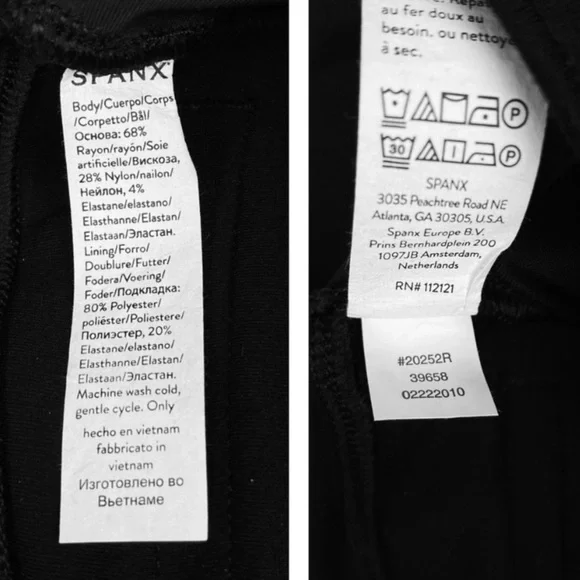 SPANX
Body/Cuerpo/Corps
/Corpetto/Bål/
Основа: 68%
Rayon/rayón/Soie
artificielle/Вискоза,
28% Nylon/nailon/
Нейлон, 4%
Elastane/elastano/
Elasthanne/Elastan/
Elastaan/Эластан.
Lining/Forro/
Doublure/Futter/
Fodera/Voering/
Foder/Подкладка:
80% Polyester/
poliéster/Poliestere/
Полиэстер, 20%
Elastane/elastano/
Elasthanne/Elastan/
Elastaan/Эластан.
Machine wash cold,
gentle cycle. Only
hecho en vietnam
fabbricato in
vietnam
Изготовлено во
Вьетнаме
au fer doux au
besoin, ou nettoy
à sec.
P
30
P
SPANX
3035 Peachtree Road NE
Atlanta, GA 30305, U.S.A.
Spanx Europe B.V.
Prins Bernhardplein 200
1097JB Amsterdam,
Netherlands
RN# 112121
#20252R
39658
02222010